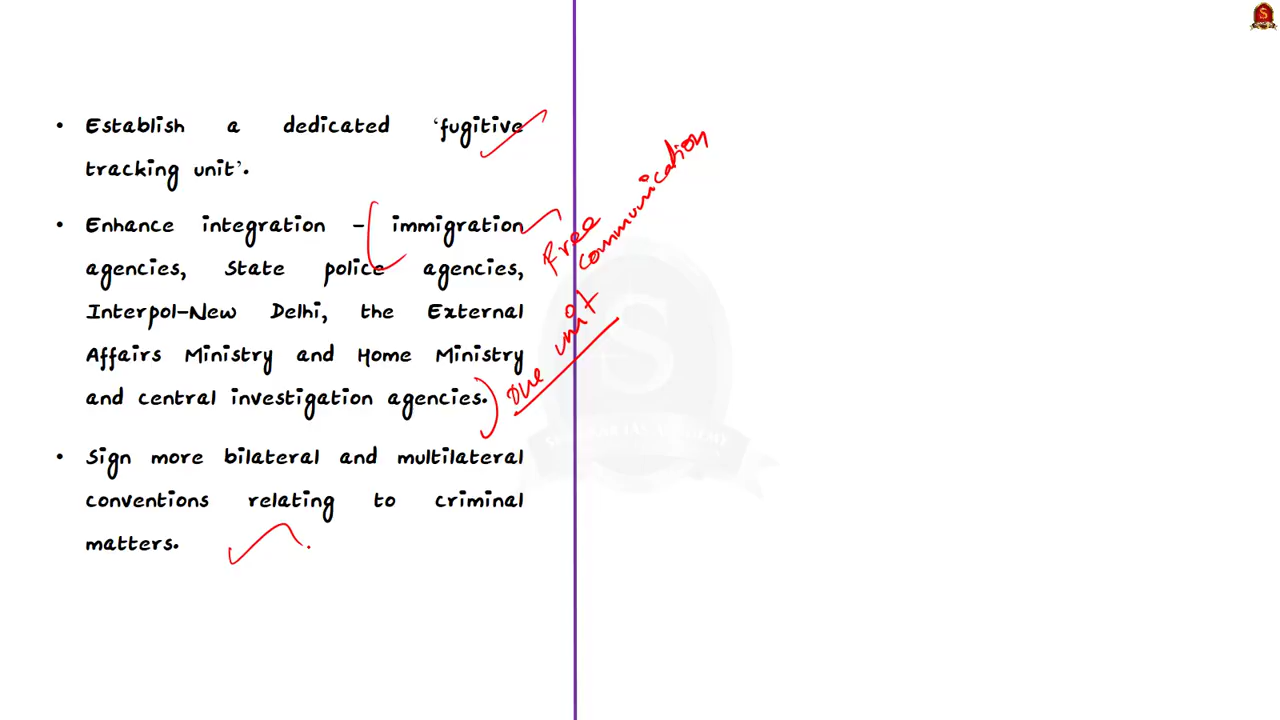 • Establish a dedicated ‘fugitive
tracking unit’.
• Enhance integration – immigration
agencies, State police agencies,
Interpol-New Delhi, the External
Affairs Ministry and Home Ministry
and central investigation agencies.
• Sign more bilateral and multilateral
conventions relating to criminal
matters.
Free
communication
One unit
S